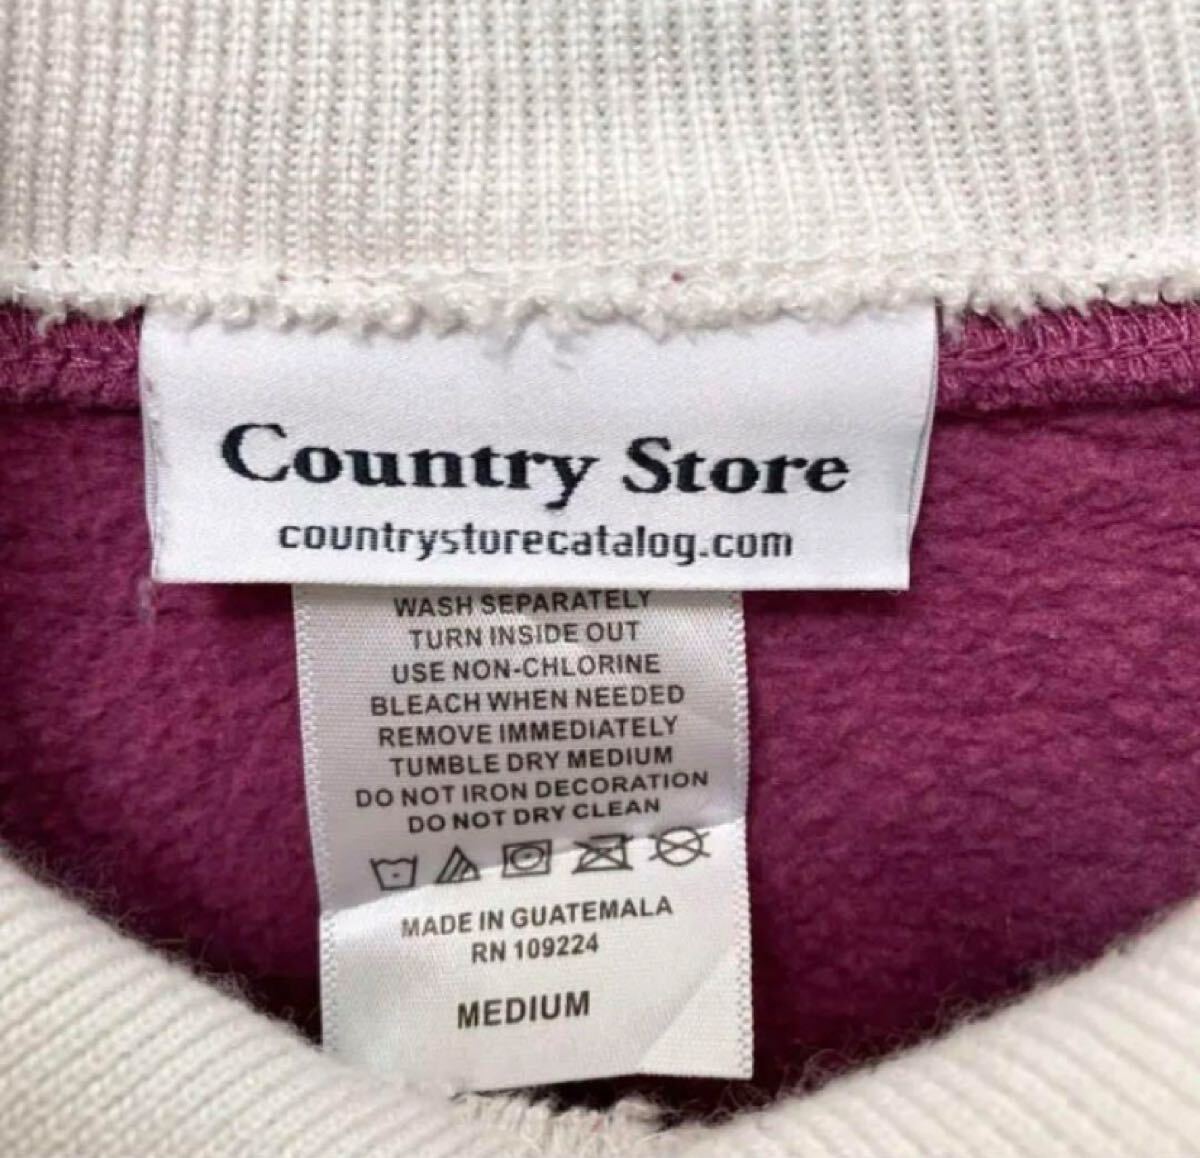 Country Store
countrystorecatalog.com
WASH SEPARATELY
TURN INSIDE OUT
USE NON-CHLORINE
BLEACH WHEN NEEDED
REMOVE IMMEDIATELY
TUMBLE DRY MEDIUM
DO NOT IRON DECORATION
DO NOT DRY CLEAN
MADE IN GUATEMALA
RN 109224
MEDIUM